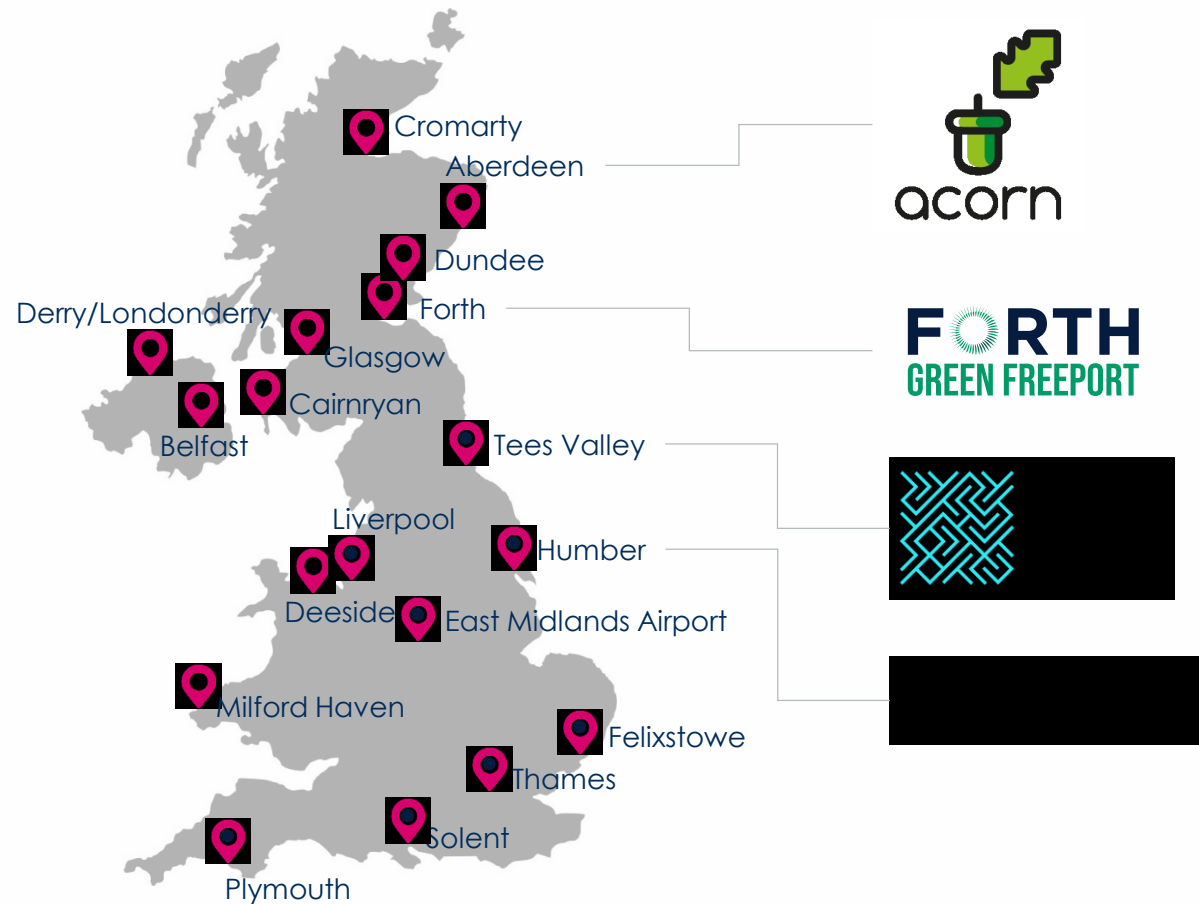 Cromarty
Aberdeen
acorn
Dundee
Derry/Londonderry
Forth
FORTH
GREEN FREEPORT
Glasgow
Cairnryan
Belfast
Tees Valley
Liverpool
Humber
Deeside
East Midlands Airport
Milford Haven
Felixstowe
Thames
Solent
Plymouth